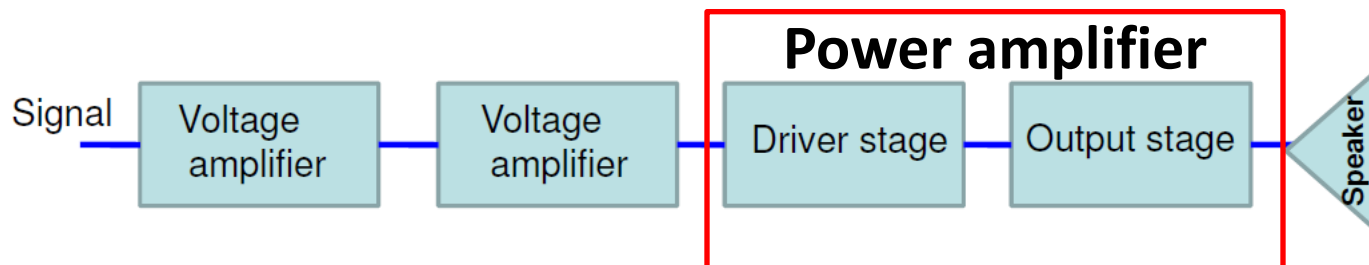 Power amplifier
Signal
Voltage
amplifier
Voltage
amplifier
Driver stage
Output stage
Speaker